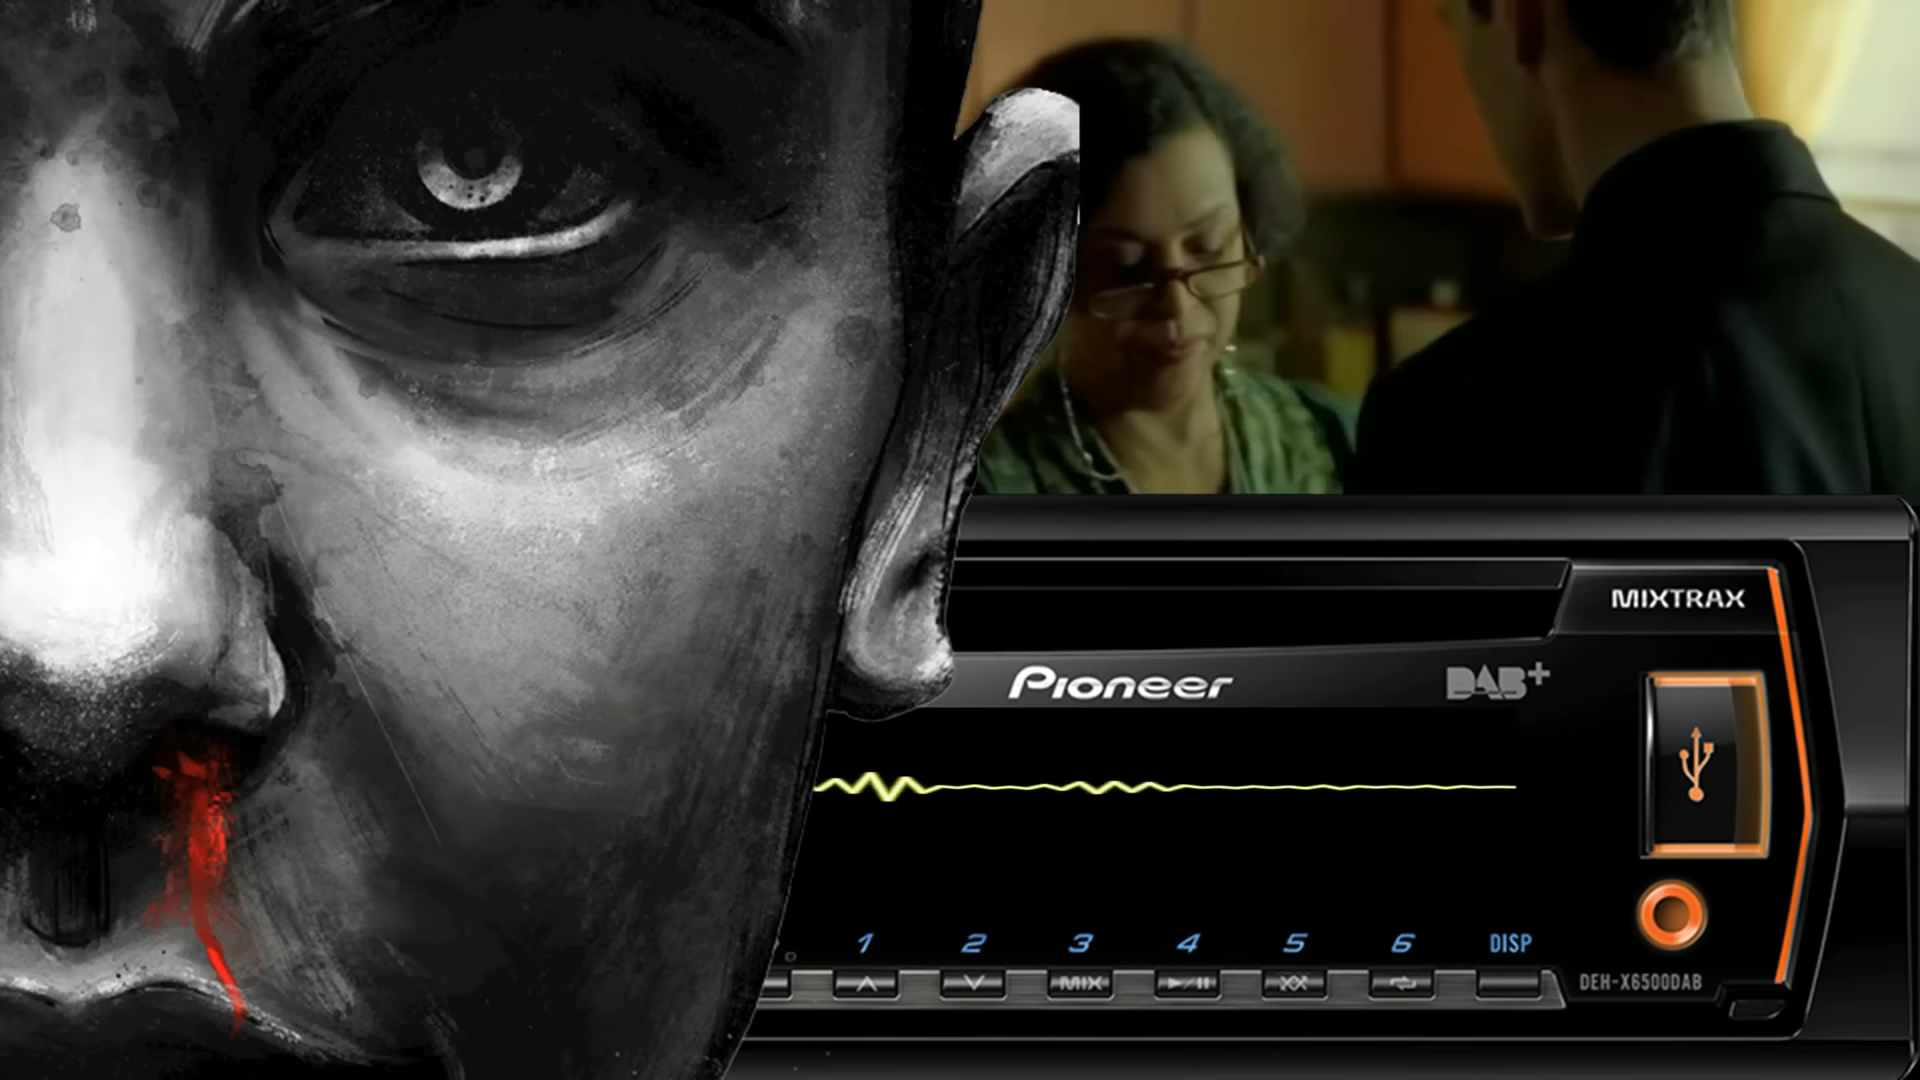 MIXTRAX
Pioneer
DAB+
1 2 3 4 5 6 DISP
MIX
DEH-X6500DAB